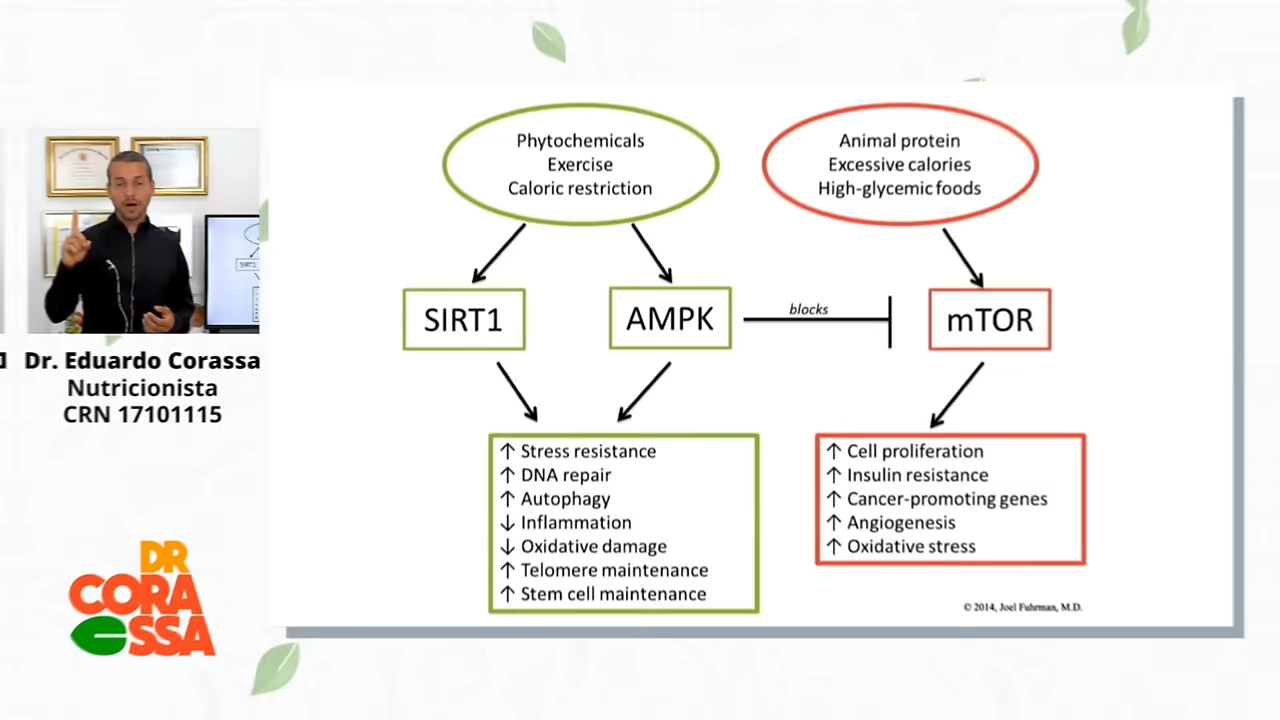 Phytochemicals
Exercise
Caloric restriction
Animal protein
Excessive calories
High-glycemic foods
SIRT1
AMPK
blocks
mTOR
↑ Stress resistance
↑ DNA repair
↑ Autophagy
↓ Inflammation
↓ Oxidative damage
↑ Telomere maintenance
↑ Stem cell maintenance
↑ Cell proliferation
↑ Insulin resistance
↑ Cancer-promoting genes
↑ Angiogenesis
↑ Oxidative stress
© 2014, Joel Fuhrman, M.D.
Dr. Eduardo Corassa
Nutricionista
CRN 17101115
DR
CORA
SSA